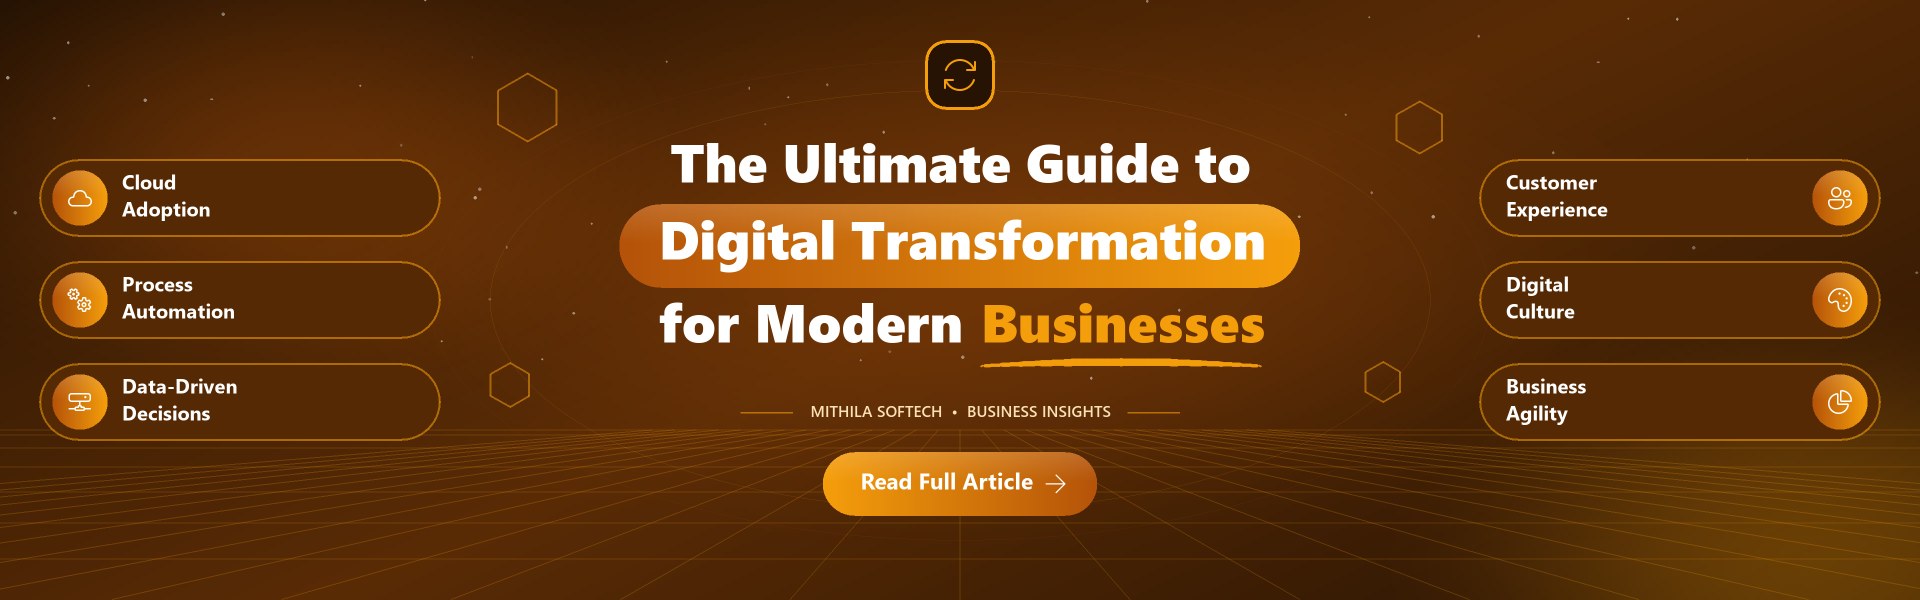 The Ultimate Guide to
Digital Transformation
for Modern Businesses
MITHILA SOFTECH • BUSINESS INSIGHTS
Read Full Article →
Cloud
Adoption
Process
Automation
Data-Driven
Decisions
Customer
Experience
Digital
Culture
Business
Agility